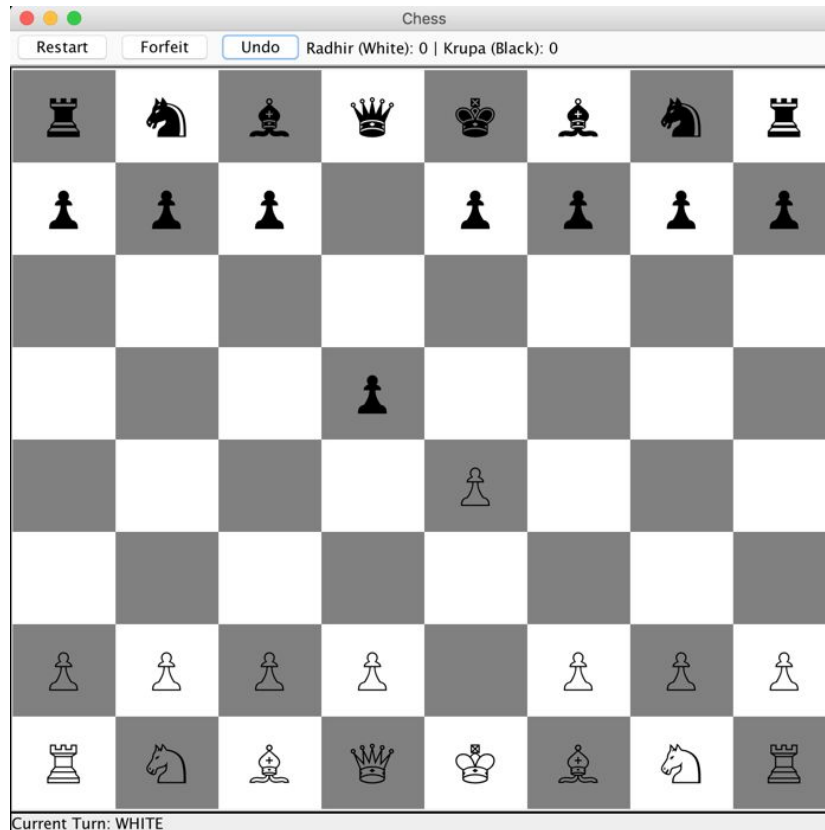 Chess
Restart Forfeit Undo Radhir (White): 0 | Krupa (Black): 0
Current Turn: WHITE